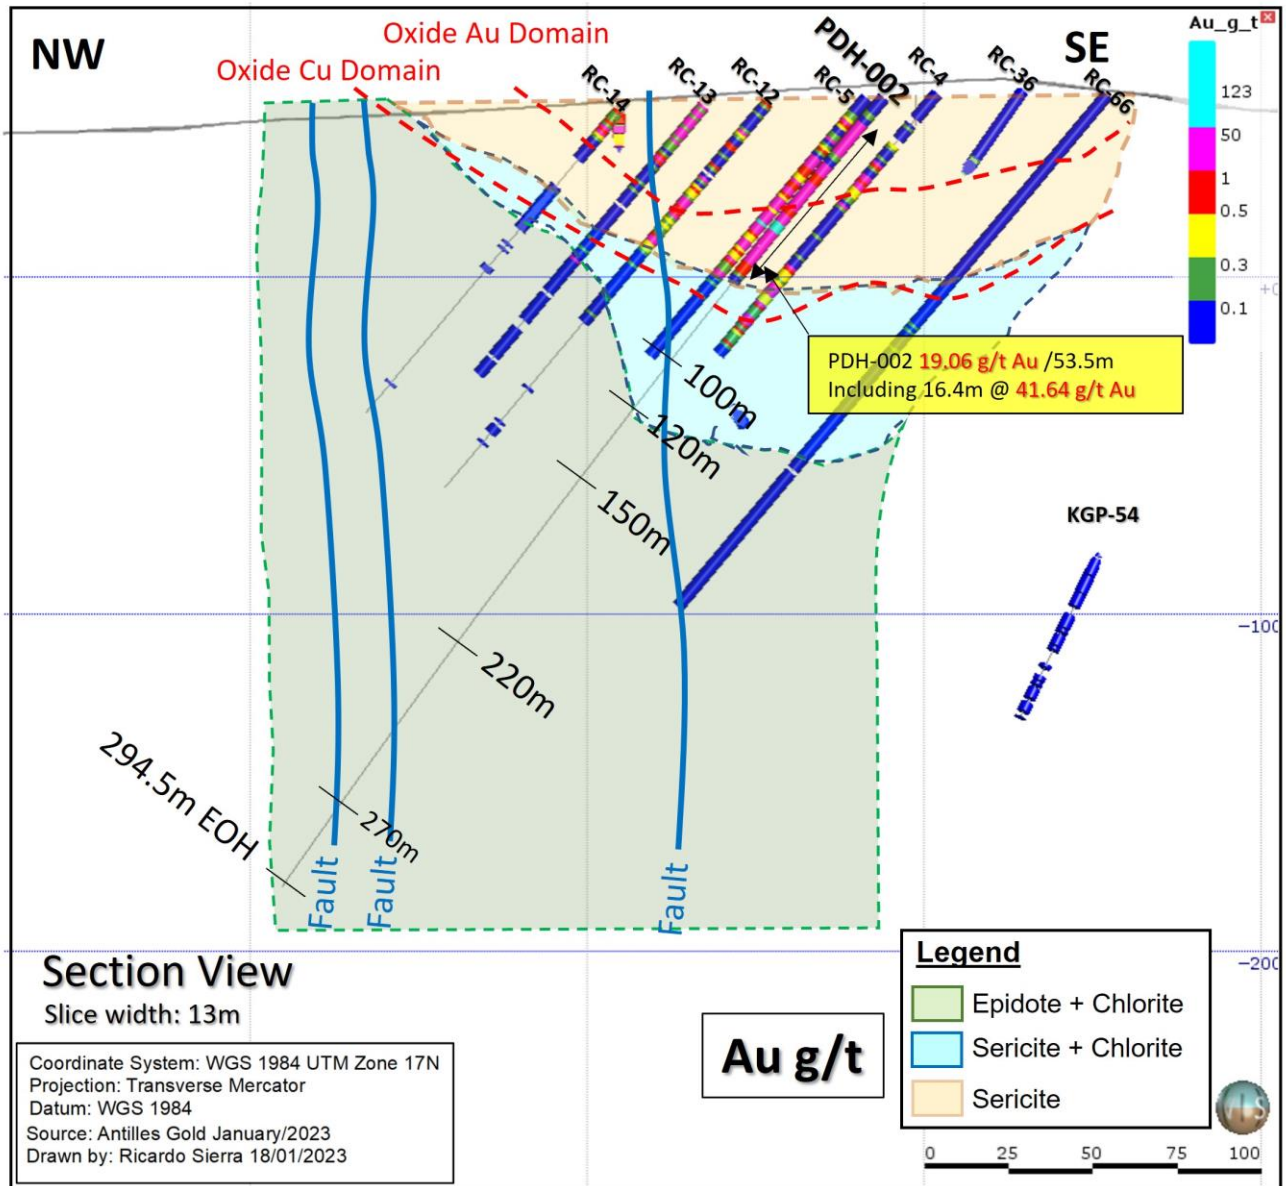 NW
Oxide Au Domain
Oxide Cu Domain
SE
Au_g_t
RC-14
RC-13
RC-12
RC-5
PDH-002
RC-4
RC-36
RC-66
123
50
1
0.5
0.3
0.1
+0
PDH-002 19.06 g/t Au /53.5m
Including 16.4m @ 41.64 g/t Au
100m
120m
150m
KGP-54
-100
220m
294.5m EOH
270m
Fault
Fault
Fault
-200
Section View
Slice width: 13m
Coordinate System: WGS 1984 UTM Zone 17N
Projection: Transverse Mercator
Datum: WGS 1984
Source: Antilles Gold January/2023
Drawn by: Ricardo Sierra 18/01/2023
Au g/t
Legend
Epidote + Chlorite
Sericite + Chlorite
Sericite
0 25 50 75 100